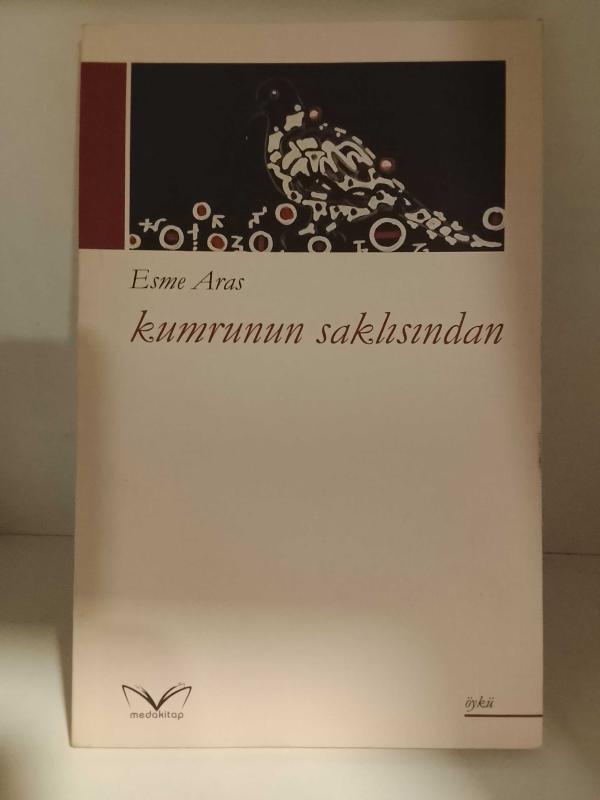 Esme Aras
kumrunun saklısından
medakitap
öykü